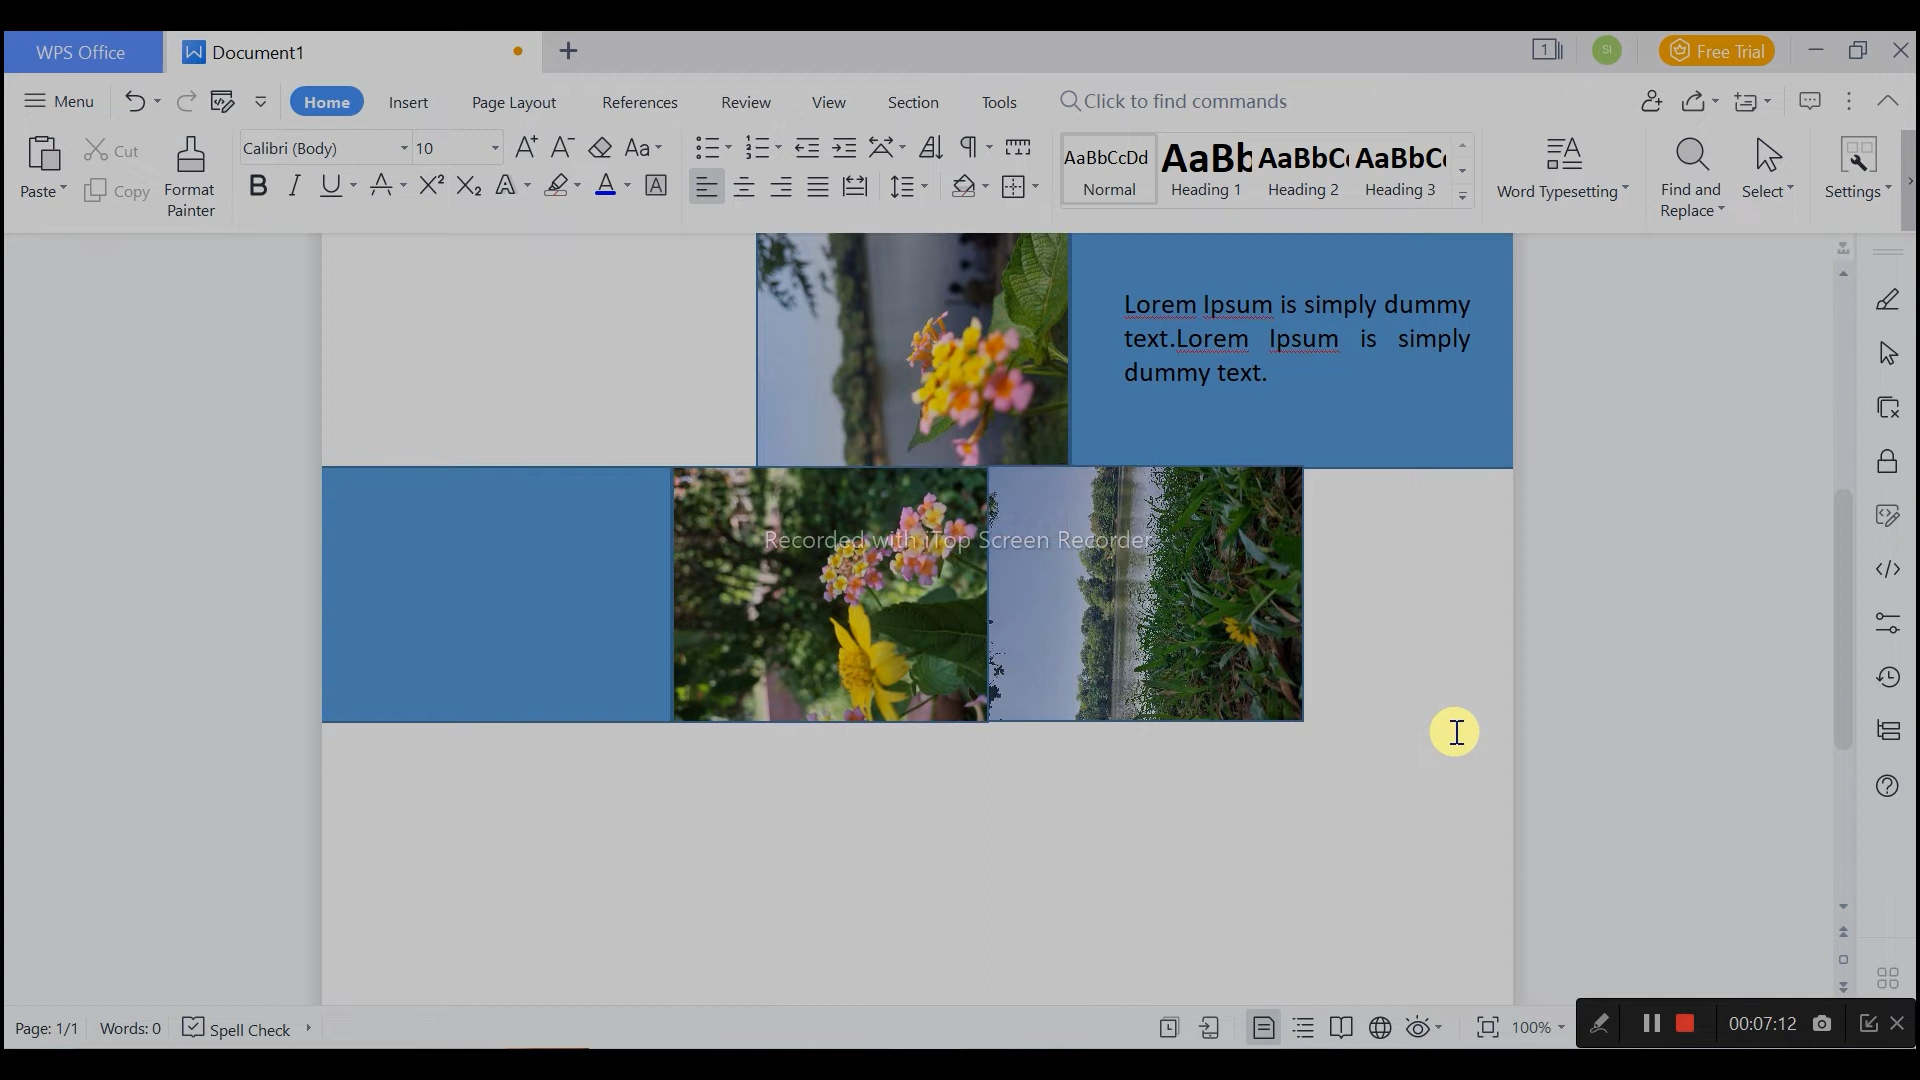 WPS Office
Document1
1
SI
Free Trial
Menu
Home
Insert
Page Layout
References
Review
View
Section
Tools
Click to find commands
Paste
Cut
Copy
Format
Painter
Calibri (Body)
10
AaBbCcDd
Normal
AaBb
Heading 1
AaBbC
Heading 2
AaBbC
Heading 3
Word Typesetting
Find and
Replace
Select
Settings
Lorem Ipsum is simply dummy
text.Lorem Ipsum is simply
dummy text.
Recorded with iTop Screen Recorder
Page: 1/1
Words: 0
Spell Check
100%
00:07:12